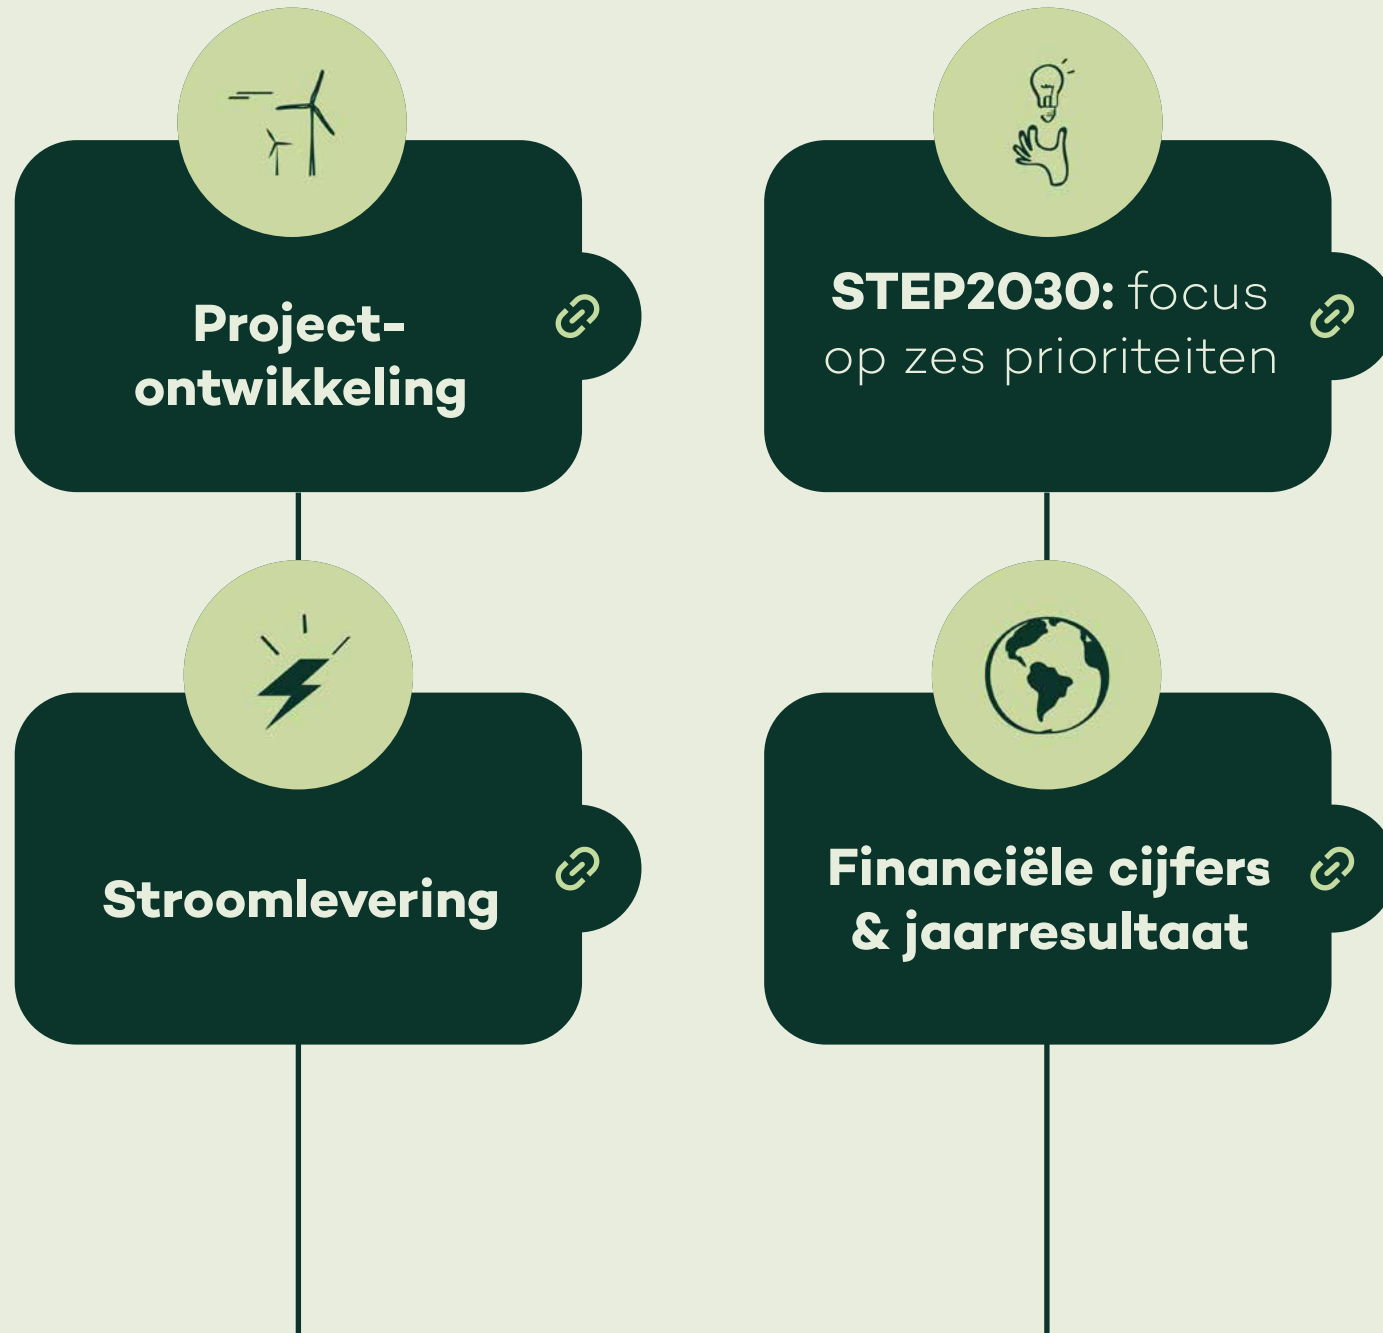 Project-
ontwikkeling
STEP2030: focus
op zes prioriteiten
Stroomlevering
Financiële cijfers
& jaarresultaat